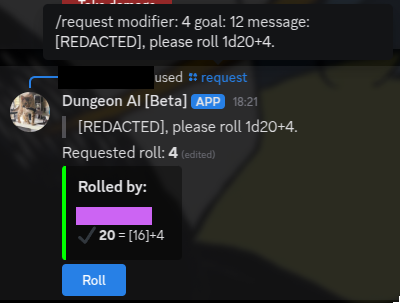 Take damage
/request modifier: 4 goal: 12 message:
[REDACTED], please roll 1d20+4.
used request
Dungeon AI [Beta] APP 18:21
[REDACTED], please roll 1d20+4.
Requested roll: 4 (edited)
Rolled by:
20 = [16]+4
Roll